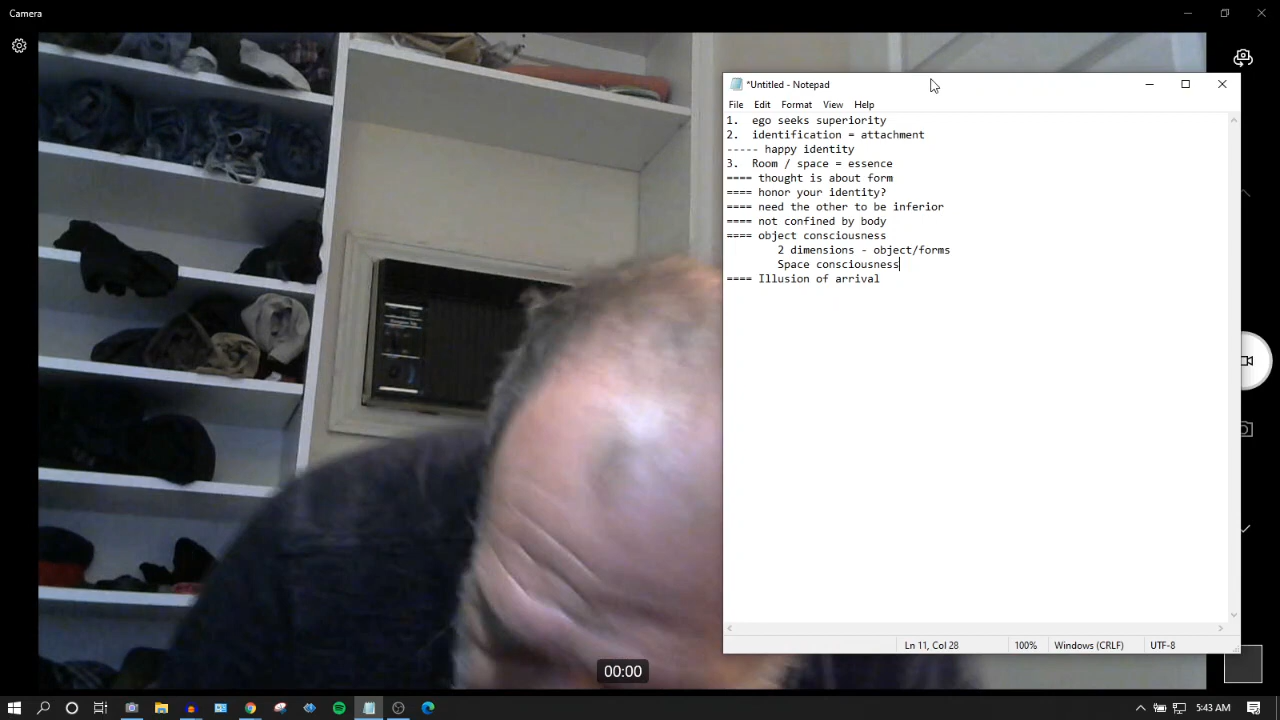 Camera
*Untitled - Notepad
File Edit Format View Help
1.  ego seeks superiority
2.  identification = attachment
----- happy identity
3.  Room / space = essence
==== thought is about form
==== honor your identity?
==== need the other to be inferior
==== not confined by body
==== object consciousness
        2 dimensions - object/forms
        Space consciousness
==== Illusion of arrival
Ln 11, Col 28 100% Windows (CRLF) UTF-8
00:00
5:43 AM